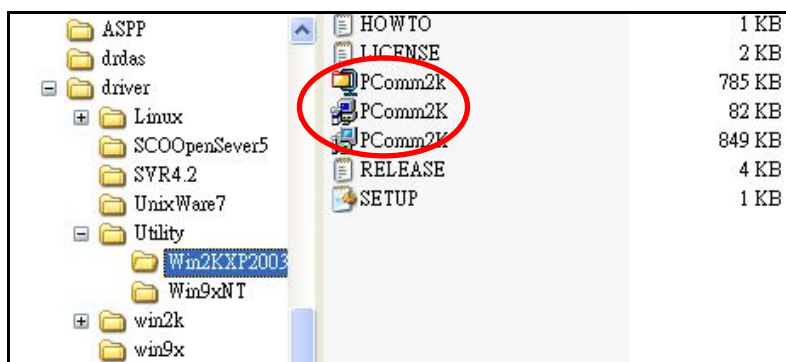 ASPP
drdas
driver
Linux
SCOOpenSever5
SVR4.2
UnixWare7
Utility
Win2KXP2003
Win9xNT
win2k
win9x
HOWTO 1 KB
LICENSE 2 KB
PComm2k 785 KB
PComm2K 82 KB
PComm2K 849 KB
RELEASE 4 KB
SETUP 1 KB